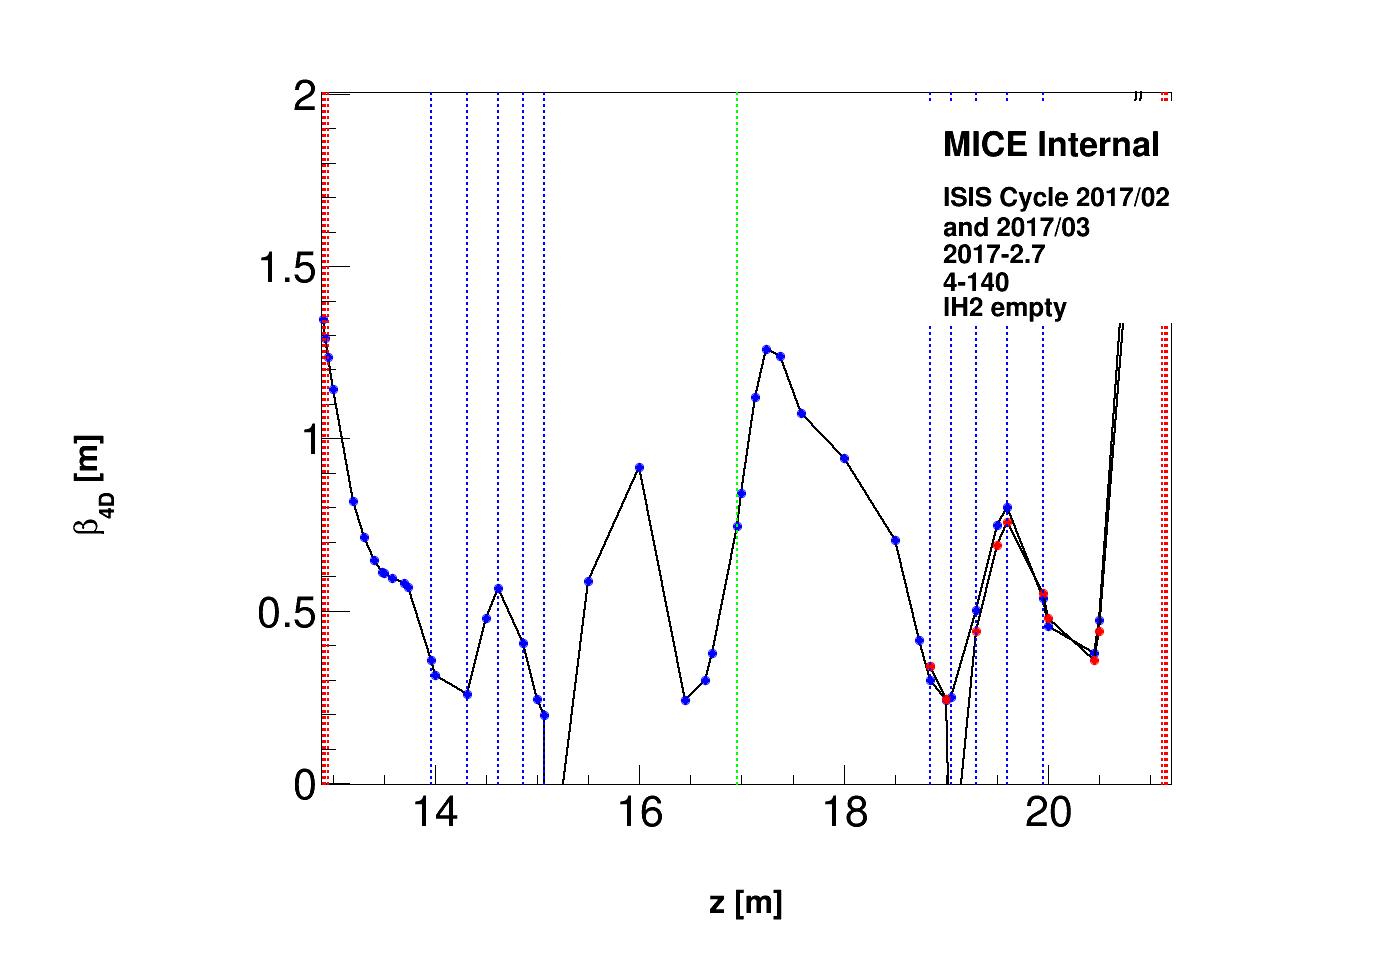 2
1.5
1
0.5
0
β4D [m]
14 16 18 20
z [m]
MICE Internal
ISIS Cycle 2017/02
and 2017/03
2017-2.7
4-140
lH2 empty